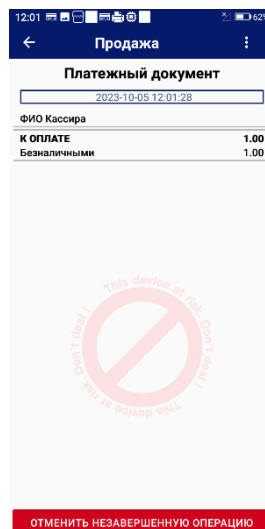 12:01 62%
Продажа
Платежный документ
2023-10-05 12:01:28
ФИО Кассира
К ОПЛАТЕ 1.00
Безналичными 1.00
This device at risk. Don't deal !
This device at risk. Don't deal !
ОТМЕНИТЬ НЕЗАВЕРШЕННУЮ ОПЕРАЦИЮ